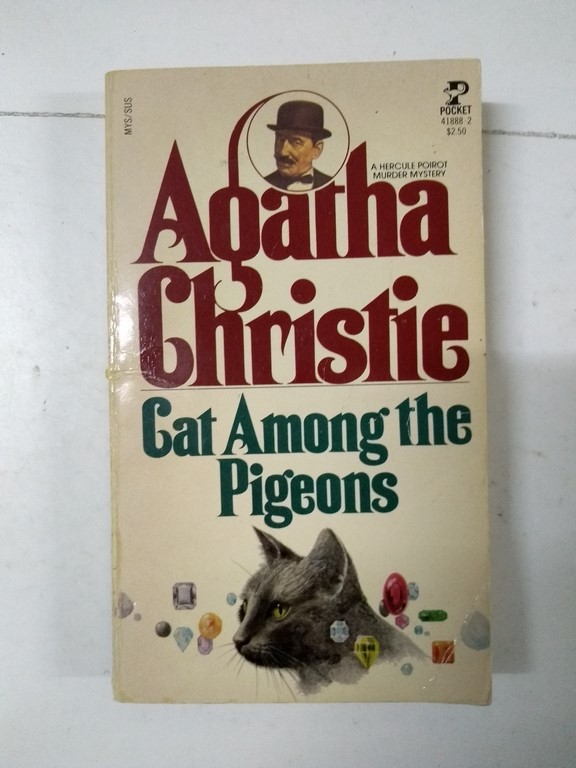 MYS/SUS
POCKET
41888-2
$2.50
A HERCULE POIROT
MURDER MYSTERY
Agatha
Christie
Cat Among the
Pigeons